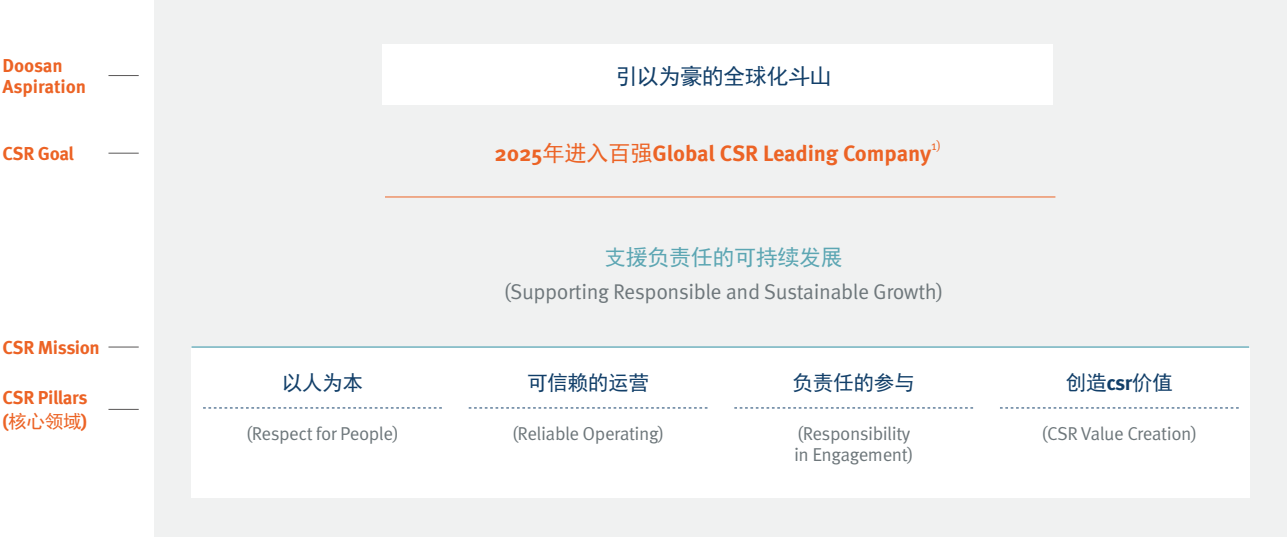 Doosan
Aspiration
引以为豪的全球化斗山
CSR Goal
2025年进入百强Global CSR Leading Company1)
支援负责任的可持续发展
(Supporting Responsible and Sustainable Growth)
CSR Mission
CSR Pillars
(核心领域)
以人为本
(Respect for People)
可信赖的运营
(Reliable Operating)
负责任的参与
(Responsibility
in Engagement)
创造csr价值
(CSR Value Creation)